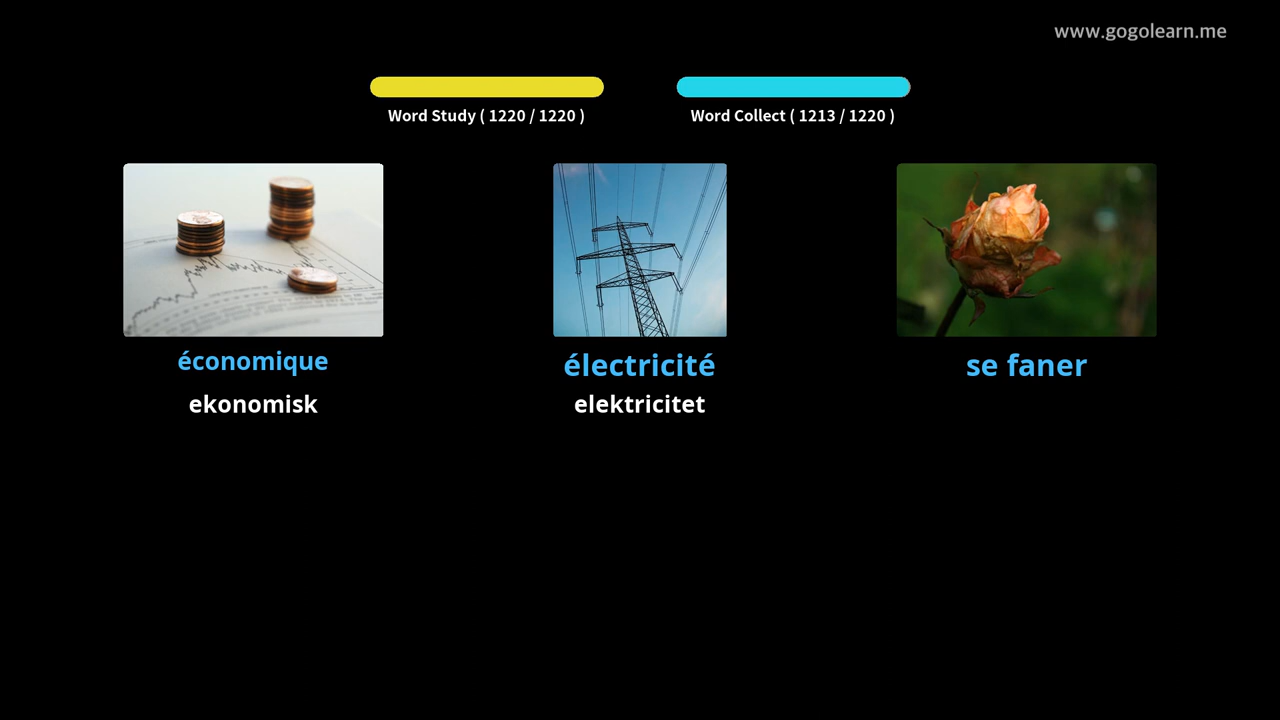 www.gogolearn.me
Word Study ( 1220 / 1220 )
Word Collect ( 1213 / 1220 )
économique
électricité
se faner
ekonomisk
elektricitet